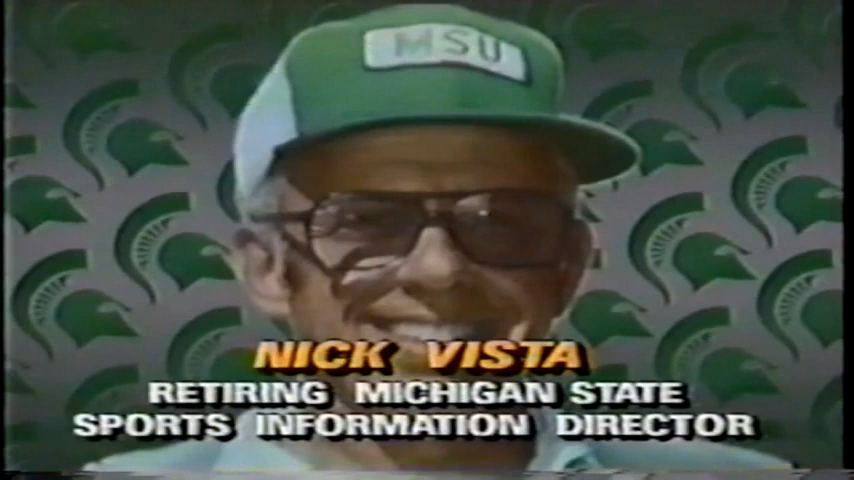 MSU
NICK VISTA
RETIRING MICHIGAN STATE
SPORTS INFORMATION DIRECTOR